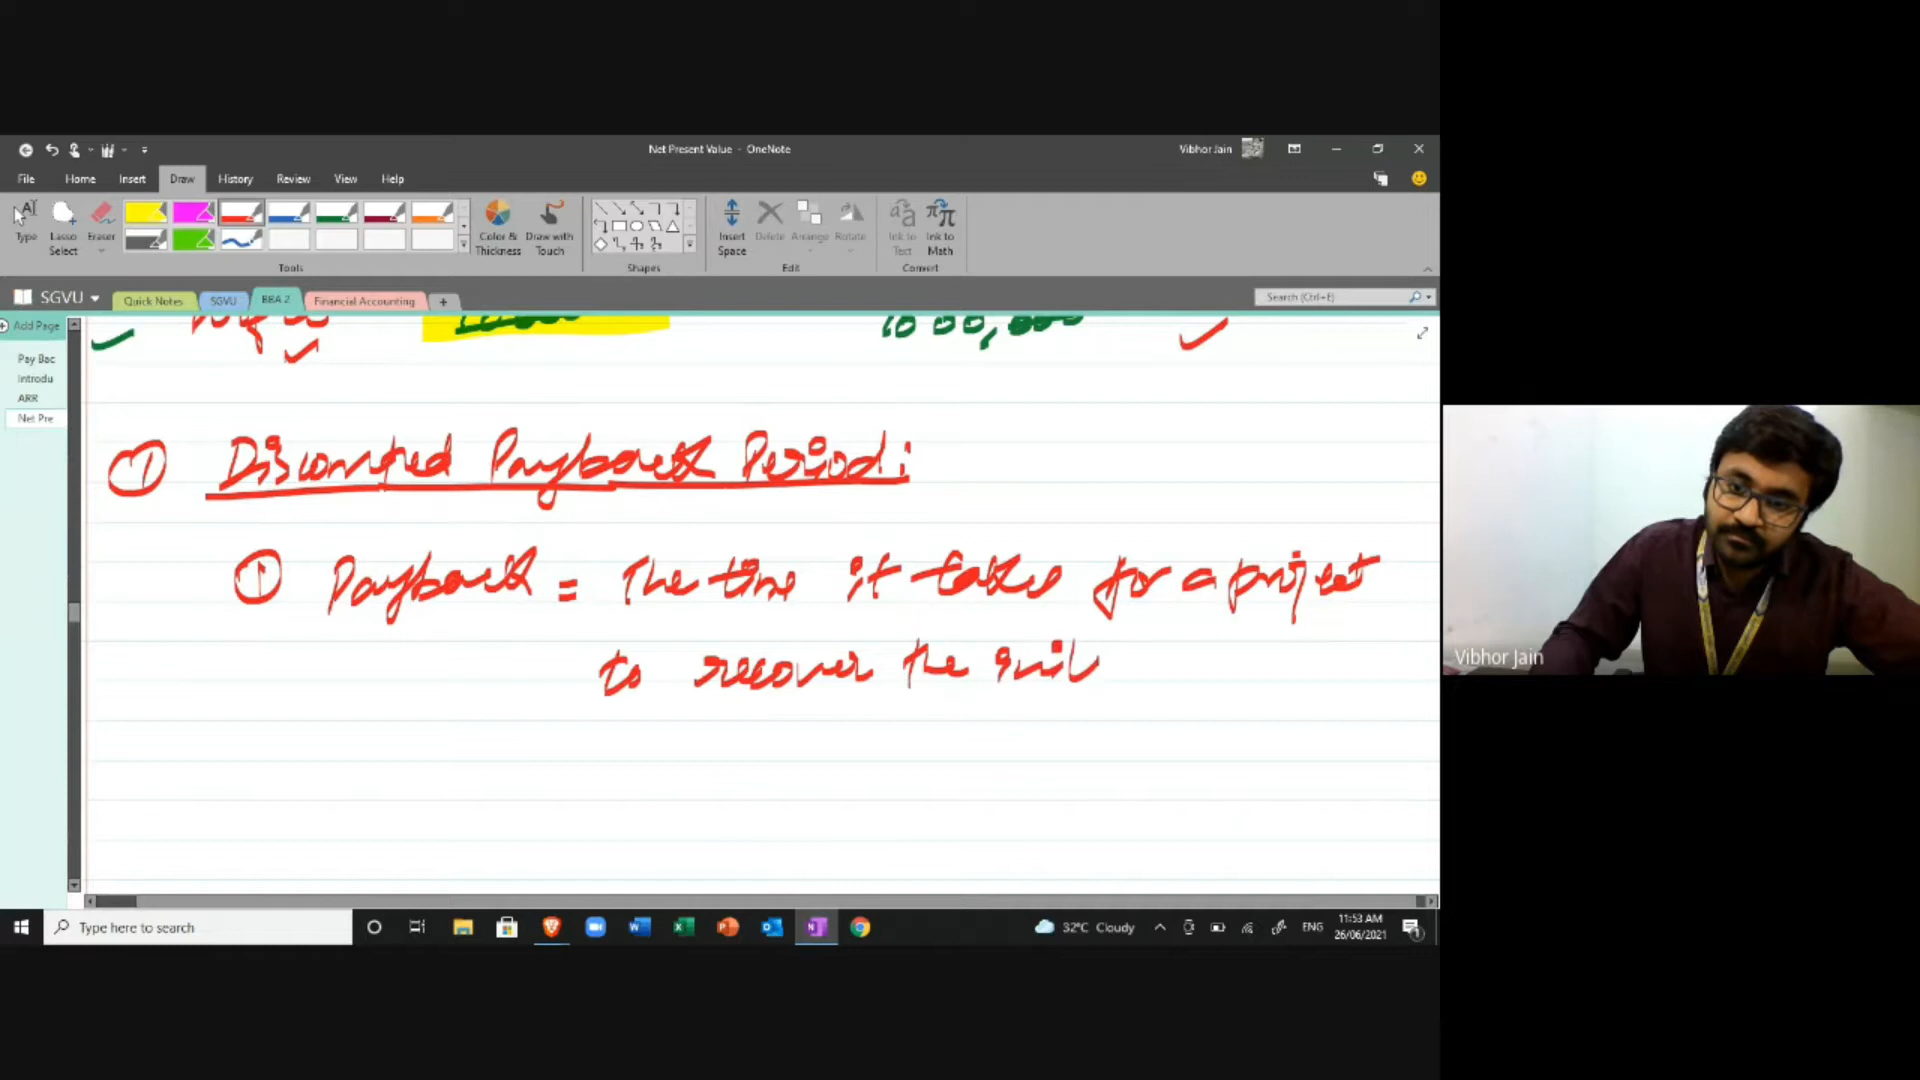 Net Present Value - OneNote
Vibhor Jain
File Home Insert Draw History Review View Help
Type
Lasso Select
Eraser
Color & Thickness
Draw with Touch
Insert Space
Delete
Arrange
Rotate
Ink to Text
Ink to Math
Tools
Shapes
Edit
Convert
SGVU
Quick Notes
SGVU
BBA 2
Financial Accounting
+
Search (Ctrl+E)
Add Page
Pay Bac
Introdu
ARR
Net Pre
1000,000
① Discounted Payback Period:
① Payback = The time it takes for a project
to recover the init
Vibhor Jain
Type here to search
32°C Cloudy
ENG
11:53 AM
26/06/2021